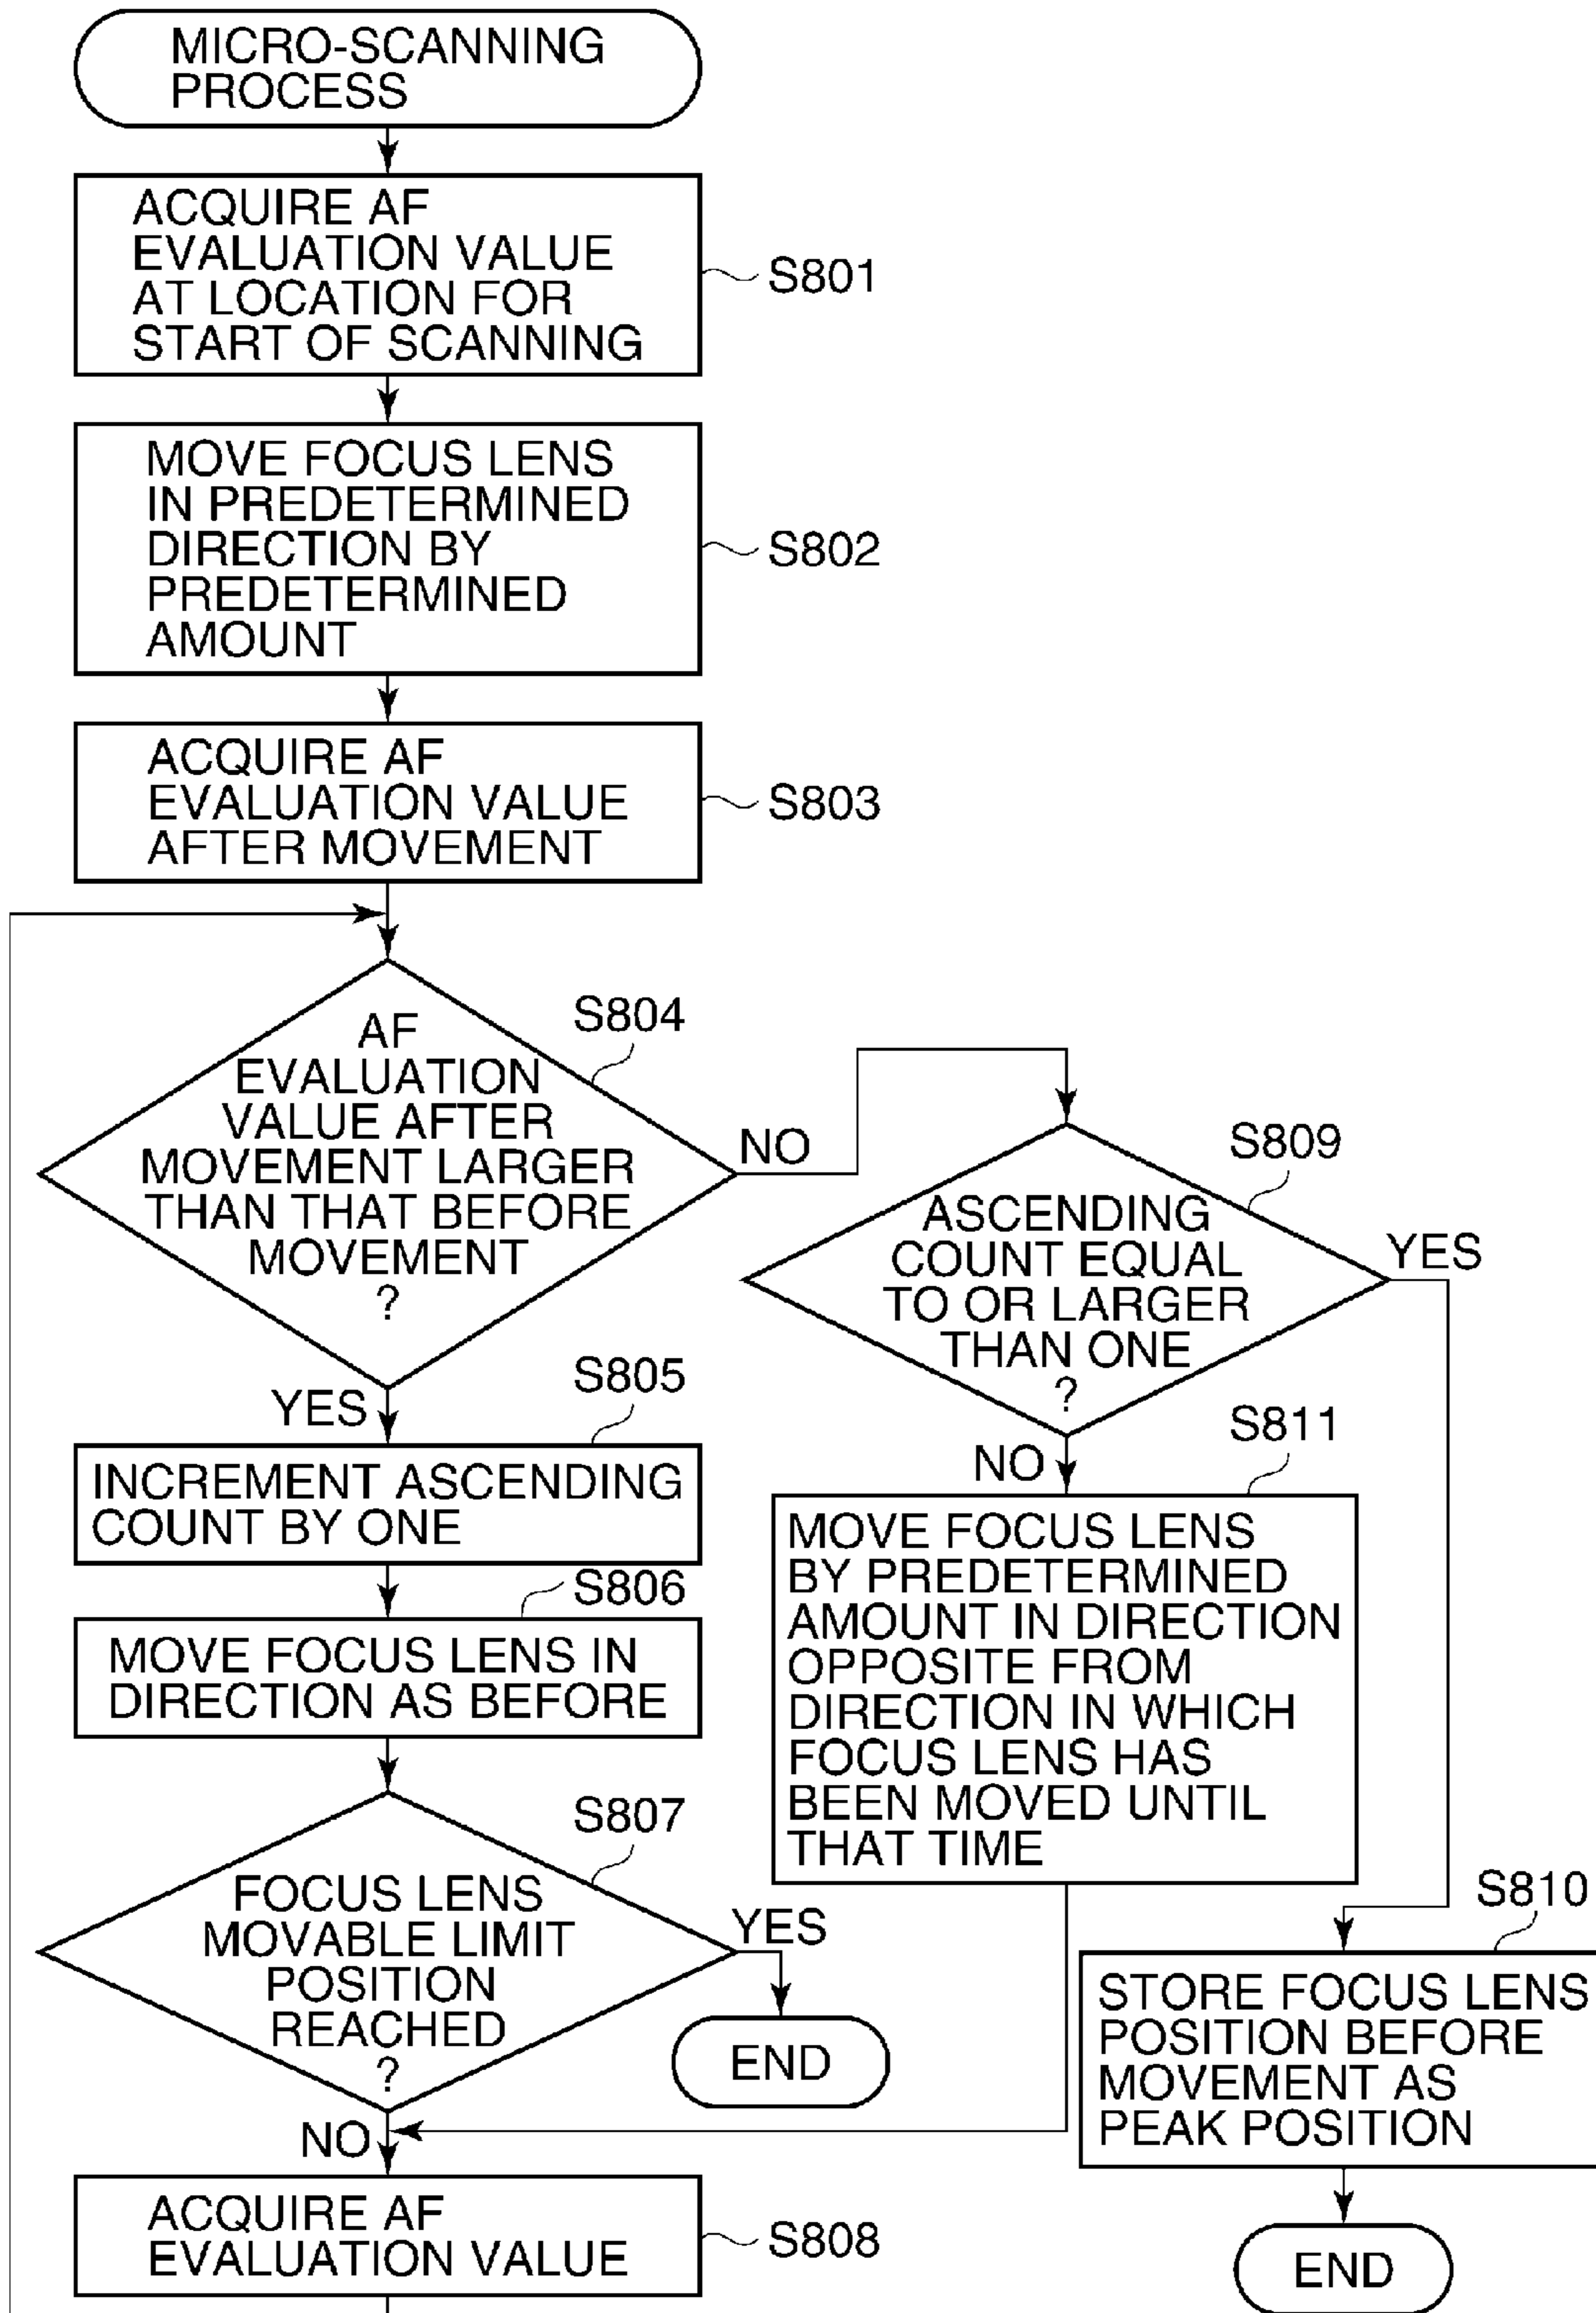 MICRO-SCANNING
PROCESS
ACQUIRE AF
EVALUATION VALUE
AT LOCATION FOR
START OF SCANNING
S801
MOVE FOCUS LENS
IN PREDETERMINED
DIRECTION BY
PREDETERMINED
AMOUNT
S802
ACQUIRE AF
EVALUATION VALUE
AFTER MOVEMENT
S803
S804
AF
EVALUATION
VALUE AFTER
MOVEMENT LARGER
THAN THAT BEFORE
MOVEMENT
?
NO
YES
S805
INCREMENT ASCENDING
COUNT BY ONE
S806
MOVE FOCUS LENS IN
DIRECTION AS BEFORE
S807
FOCUS LENS
MOVABLE LIMIT
POSITION
REACHED
?
YES
END
NO
ACQUIRE AF
EVALUATION VALUE
S808
S809
ASCENDING
COUNT EQUAL
TO OR LARGER
THAN ONE
?
YES
NO
S811
MOVE FOCUS LENS
BY PREDETERMINED
AMOUNT IN DIRECTION
OPPOSITE FROM
DIRECTION IN WHICH
FOCUS LENS HAS
BEEN MOVED UNTIL
THAT TIME
S810
STORE FOCUS LENS
POSITION BEFORE
MOVEMENT AS
PEAK POSITION
END